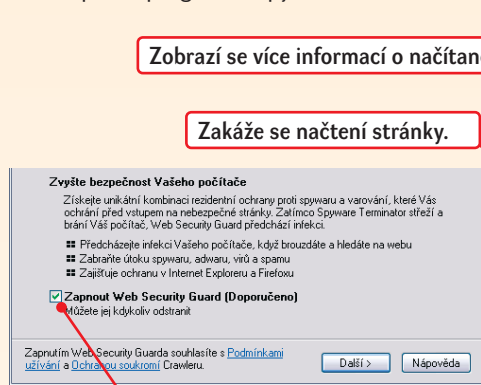 Zobrazí se více informací o
Zakáže se načtení stránky.
Zvyšte bezpečnost Vašeho počítače
Získejte unikátní kombinaci rezidentní ochrany proti spywaru a varování, které Vás
ochrání před vstupem na nebezpečné stránky. Zatímco Spyware Terminator střeží a
brání Váš počítač, Web Security Guard předchází infekci.
Předcházejte infekci Vašeho počítače, když brouzdáte a hledáte na webu
Zabraňte útoku spywaru, adwaru, virů a spamu
Zajišťuje ochranu v Internet Exploreru a Firefoxu
Zapnout Web Security Guard (Doporučeno)
Můžete jej kdykoliv odstranit
Zapnutím Web Security Guarda souhlasíte s Podmínkami
užívání a Ochranou soukromí Crawleru.
Další >
Nápověda